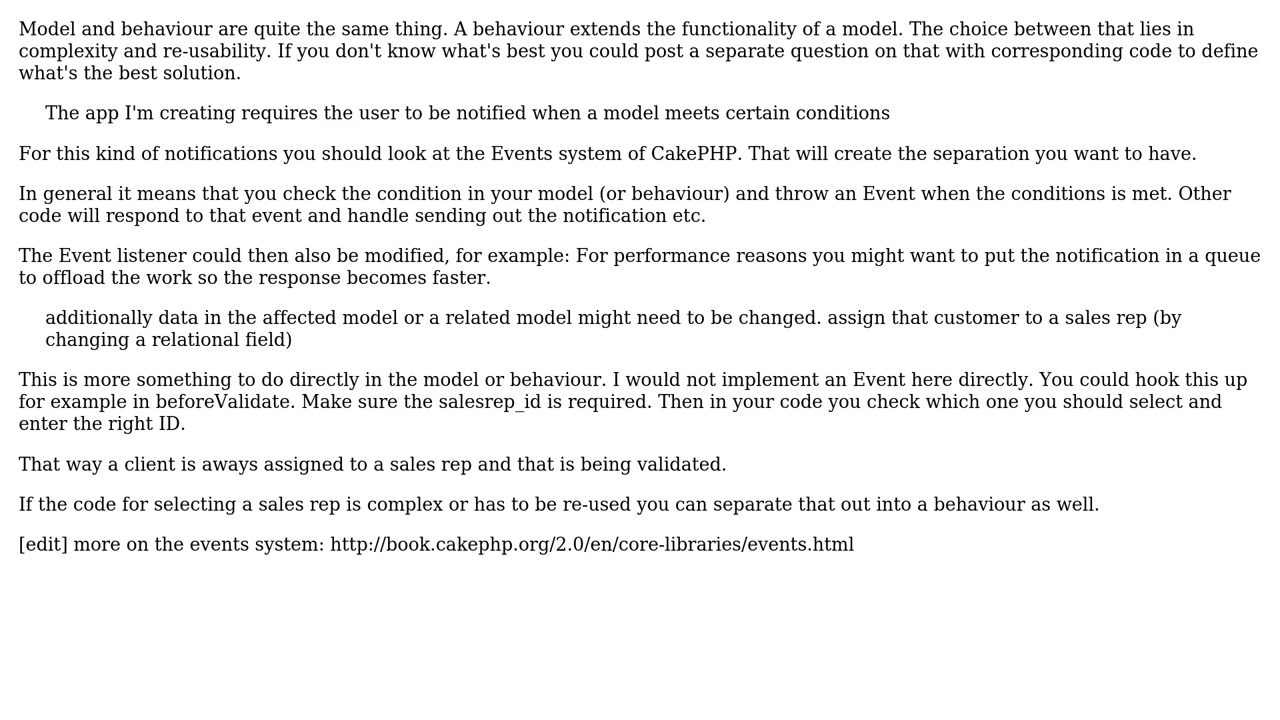 Model and behaviour are quite the same thing. A behaviour extends the functionality of a model. The choice between that lies in
complexity and re-usability. If you don't know what's best you could post a separate question on that with corresponding code to define
what's the best solution.
The app I'm creating requires the user to be notified when a model meets certain conditions
For this kind of notifications you should look at the Events system of CakePHP. That will create the separation you want to have.
In general it means that you check the condition in your model (or behaviour) and throw an Event when the conditions is met. Other
code will respond to that event and handle sending out the notification etc.
The Event listener could then also be modified, for example: For performance reasons you might want to put the notification in a queue
to offload the work so the response becomes faster.
additionally data in the affected model or a related model might need to be changed. assign that customer to a sales rep (by
changing a relational field)
This is more something to do directly in the model or behaviour. I would not implement an Event here directly. You could hook this up
for example in beforeValidate. Make sure the salesrep_id is required. Then in your code you check which one you should select and
enter the right ID.
That way a client is aways assigned to a sales rep and that is being validated.
If the code for selecting a sales rep is complex or has to be re-used you can separate that out into a behaviour as well.
[edit] more on the events system: http://book.cakephp.org/2.0/en/core-libraries/events.html